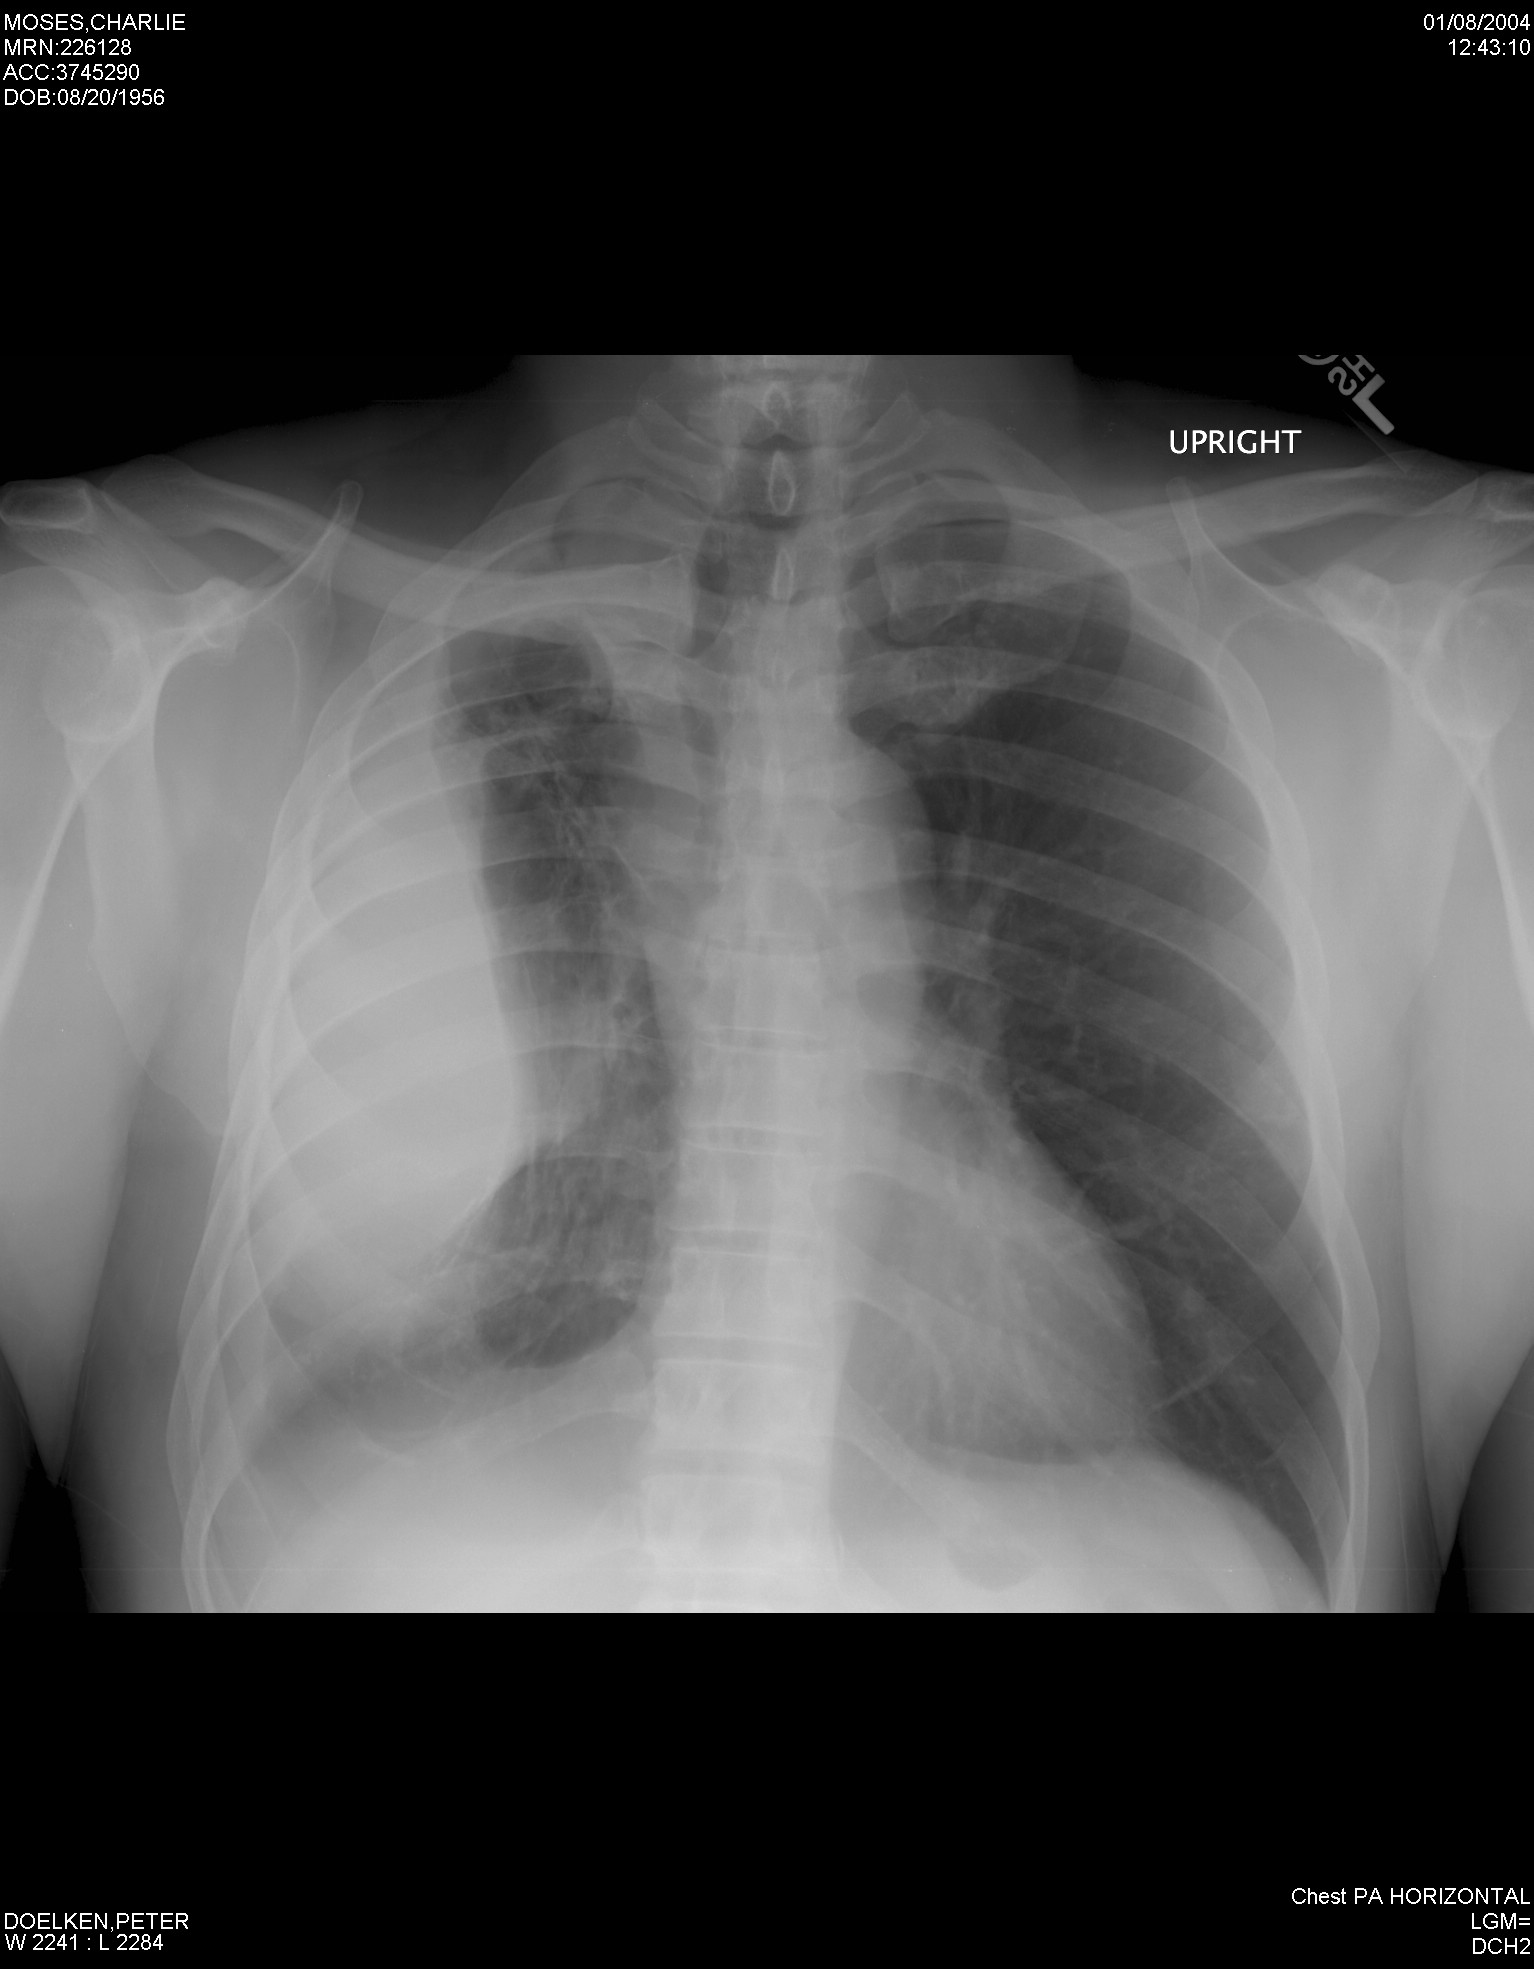 MOSES,CHARLIE
MRN:226128
ACC:3745290
DOB:08/20/1956
01/08/2004
12:43:10
L
UPRIGHT
DOELKEN,PETER
W 2241 : L 2284
Chest PA HORIZONTAL
LGM=
DCH2